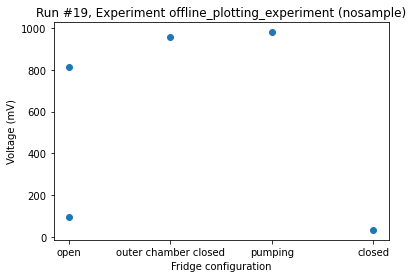 Run #19, Experiment offline_plotting_experiment (nosample)
1000
800
600
400
200
0
Voltage (mV)
open outer chamber closed pumping closed
Fridge configuration